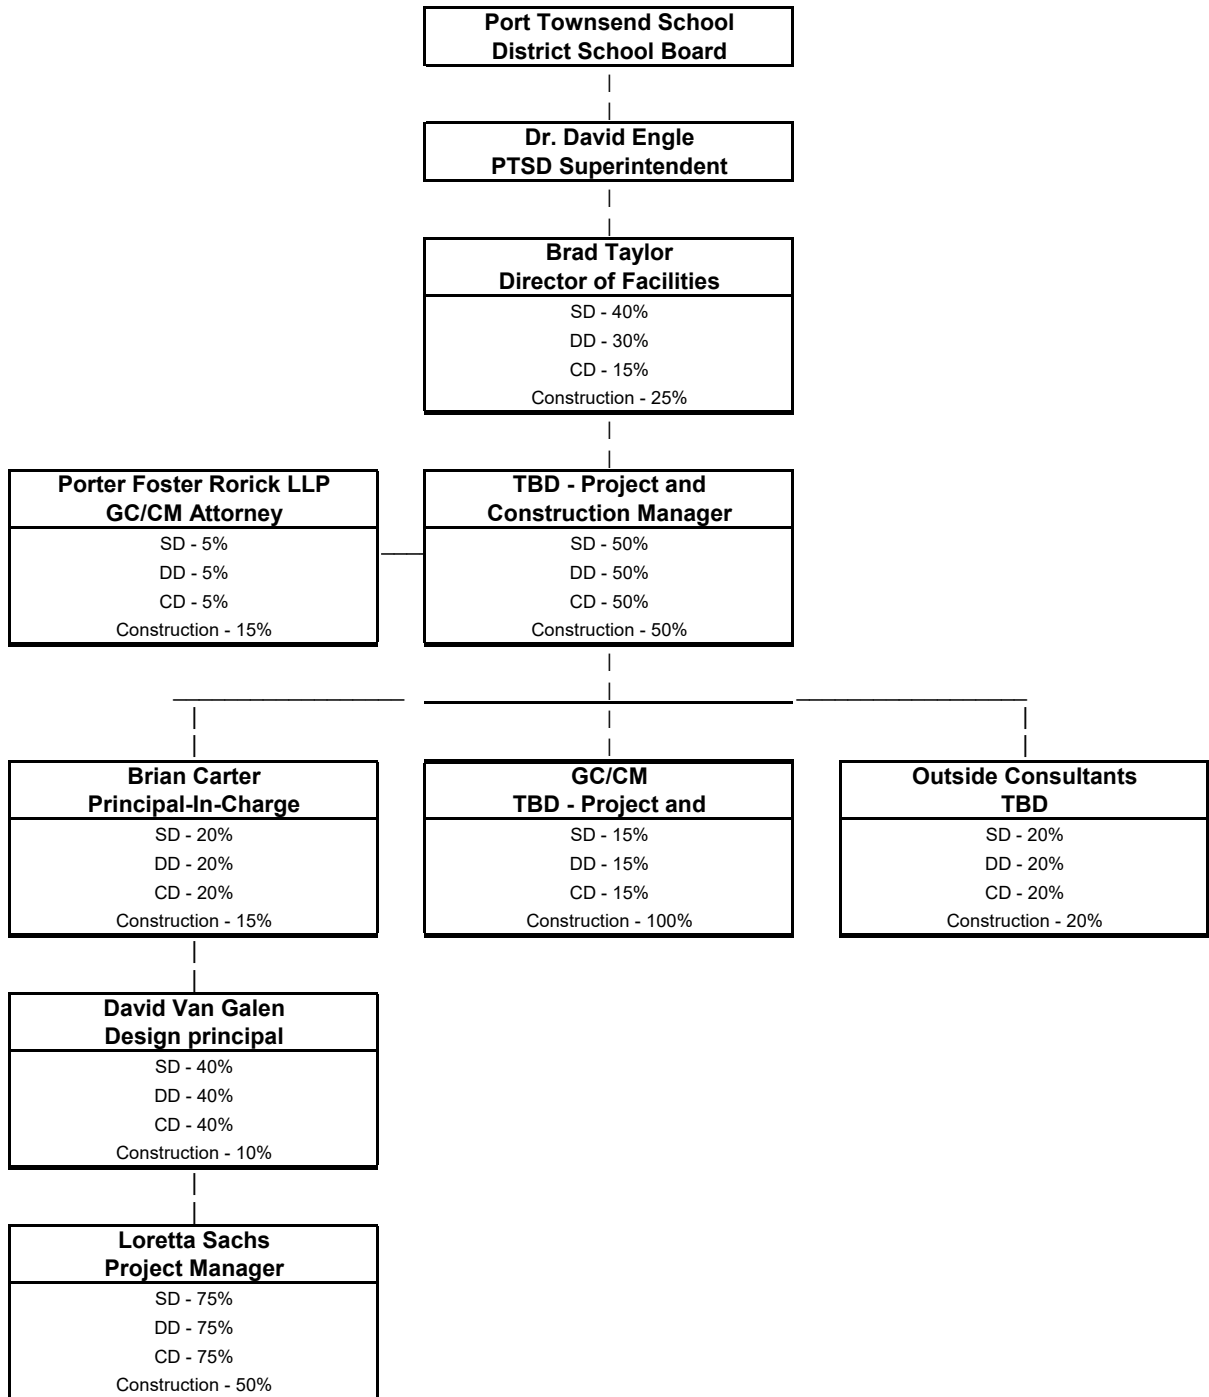 Port Townsend School
District School Board
Dr. David Engle
PTSD Superintendent
Brad Taylor
Director of Facilities
SD - 40%
DD - 30%
CD - 15%
Construction - 25%
Porter Foster Rorick LLP
GC/CM Attorney
SD - 5%
DD - 5%
CD - 5%
Construction - 15%
TBD - Project and
Construction Manager
SD - 50%
DD - 50%
CD - 50%
Construction - 50%
Brian Carter
Principal-In-Charge
SD - 20%
DD - 20%
CD - 20%
Construction - 15%
GC/CM
TBD - Project and
SD - 15%
DD - 15%
CD - 15%
Construction - 100%
Outside Consultants
TBD
SD - 20%
DD - 20%
CD - 20%
Construction - 20%
David Van Galen
Design principal
SD - 40%
DD - 40%
CD - 40%
Construction - 10%
Loretta Sachs
Project Manager
SD - 75%
DD - 75%
CD - 75%
Construction - 50%